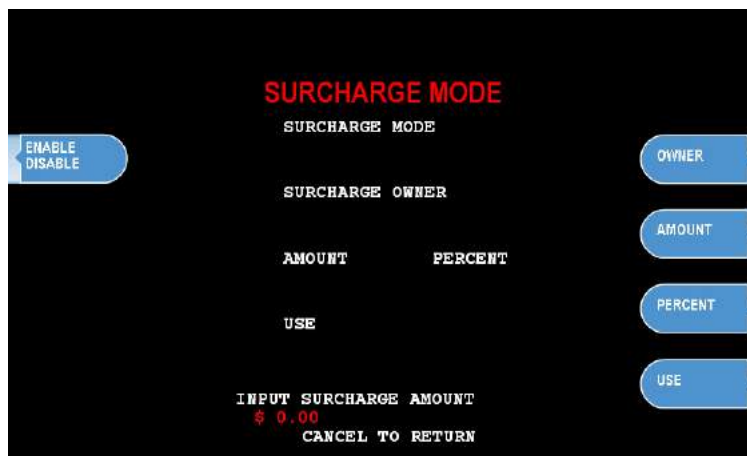 SURCHARGE MODE
SURCHARGE MODE
ENABLE
DISABLE
OWNER
SURCHARGE OWNER
AMOUNT
AMOUNT PERCENT
PERCENT
USE
USE
INPUT SURCHARGE AMOUNT
$ 0.00
CANCEL TO RETURN